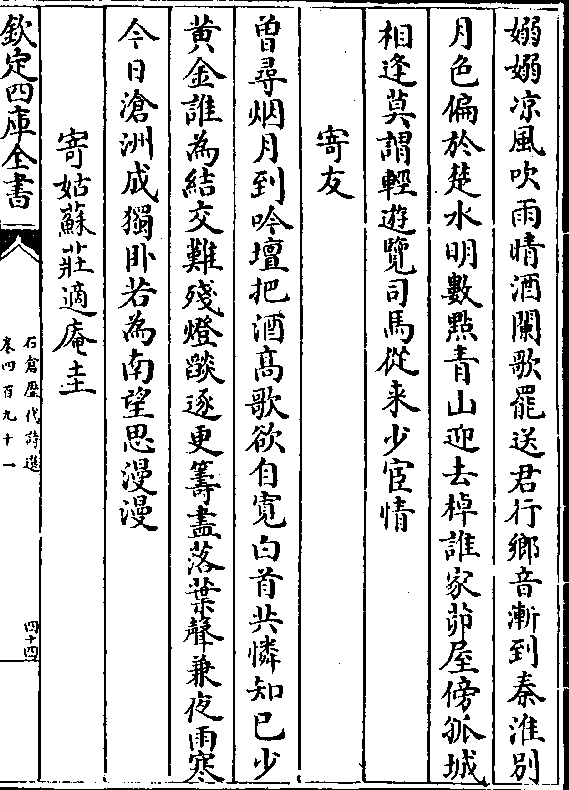 嫋嫋凉風吹雨晴酒闌歌罷送君行鄉音漸到秦淮別
月色偏於楚水明數點青山迎去棹誰家茆屋傍孤城
相逢莫謂輕遊覽司馬從来少宦情
寄友
曽尋烟月到吟壇把酒髙歌欲自寛白首共憐知已少
黄金誰為結交難殘燈燄逐更籌盡落葉聲兼夜雨寒
今日滄洲成獨卧若為南望思漫漫
寄姑蘇莊適庵
欽定四庫全書
石倉歴代詩選
卷四百九十一
四十四